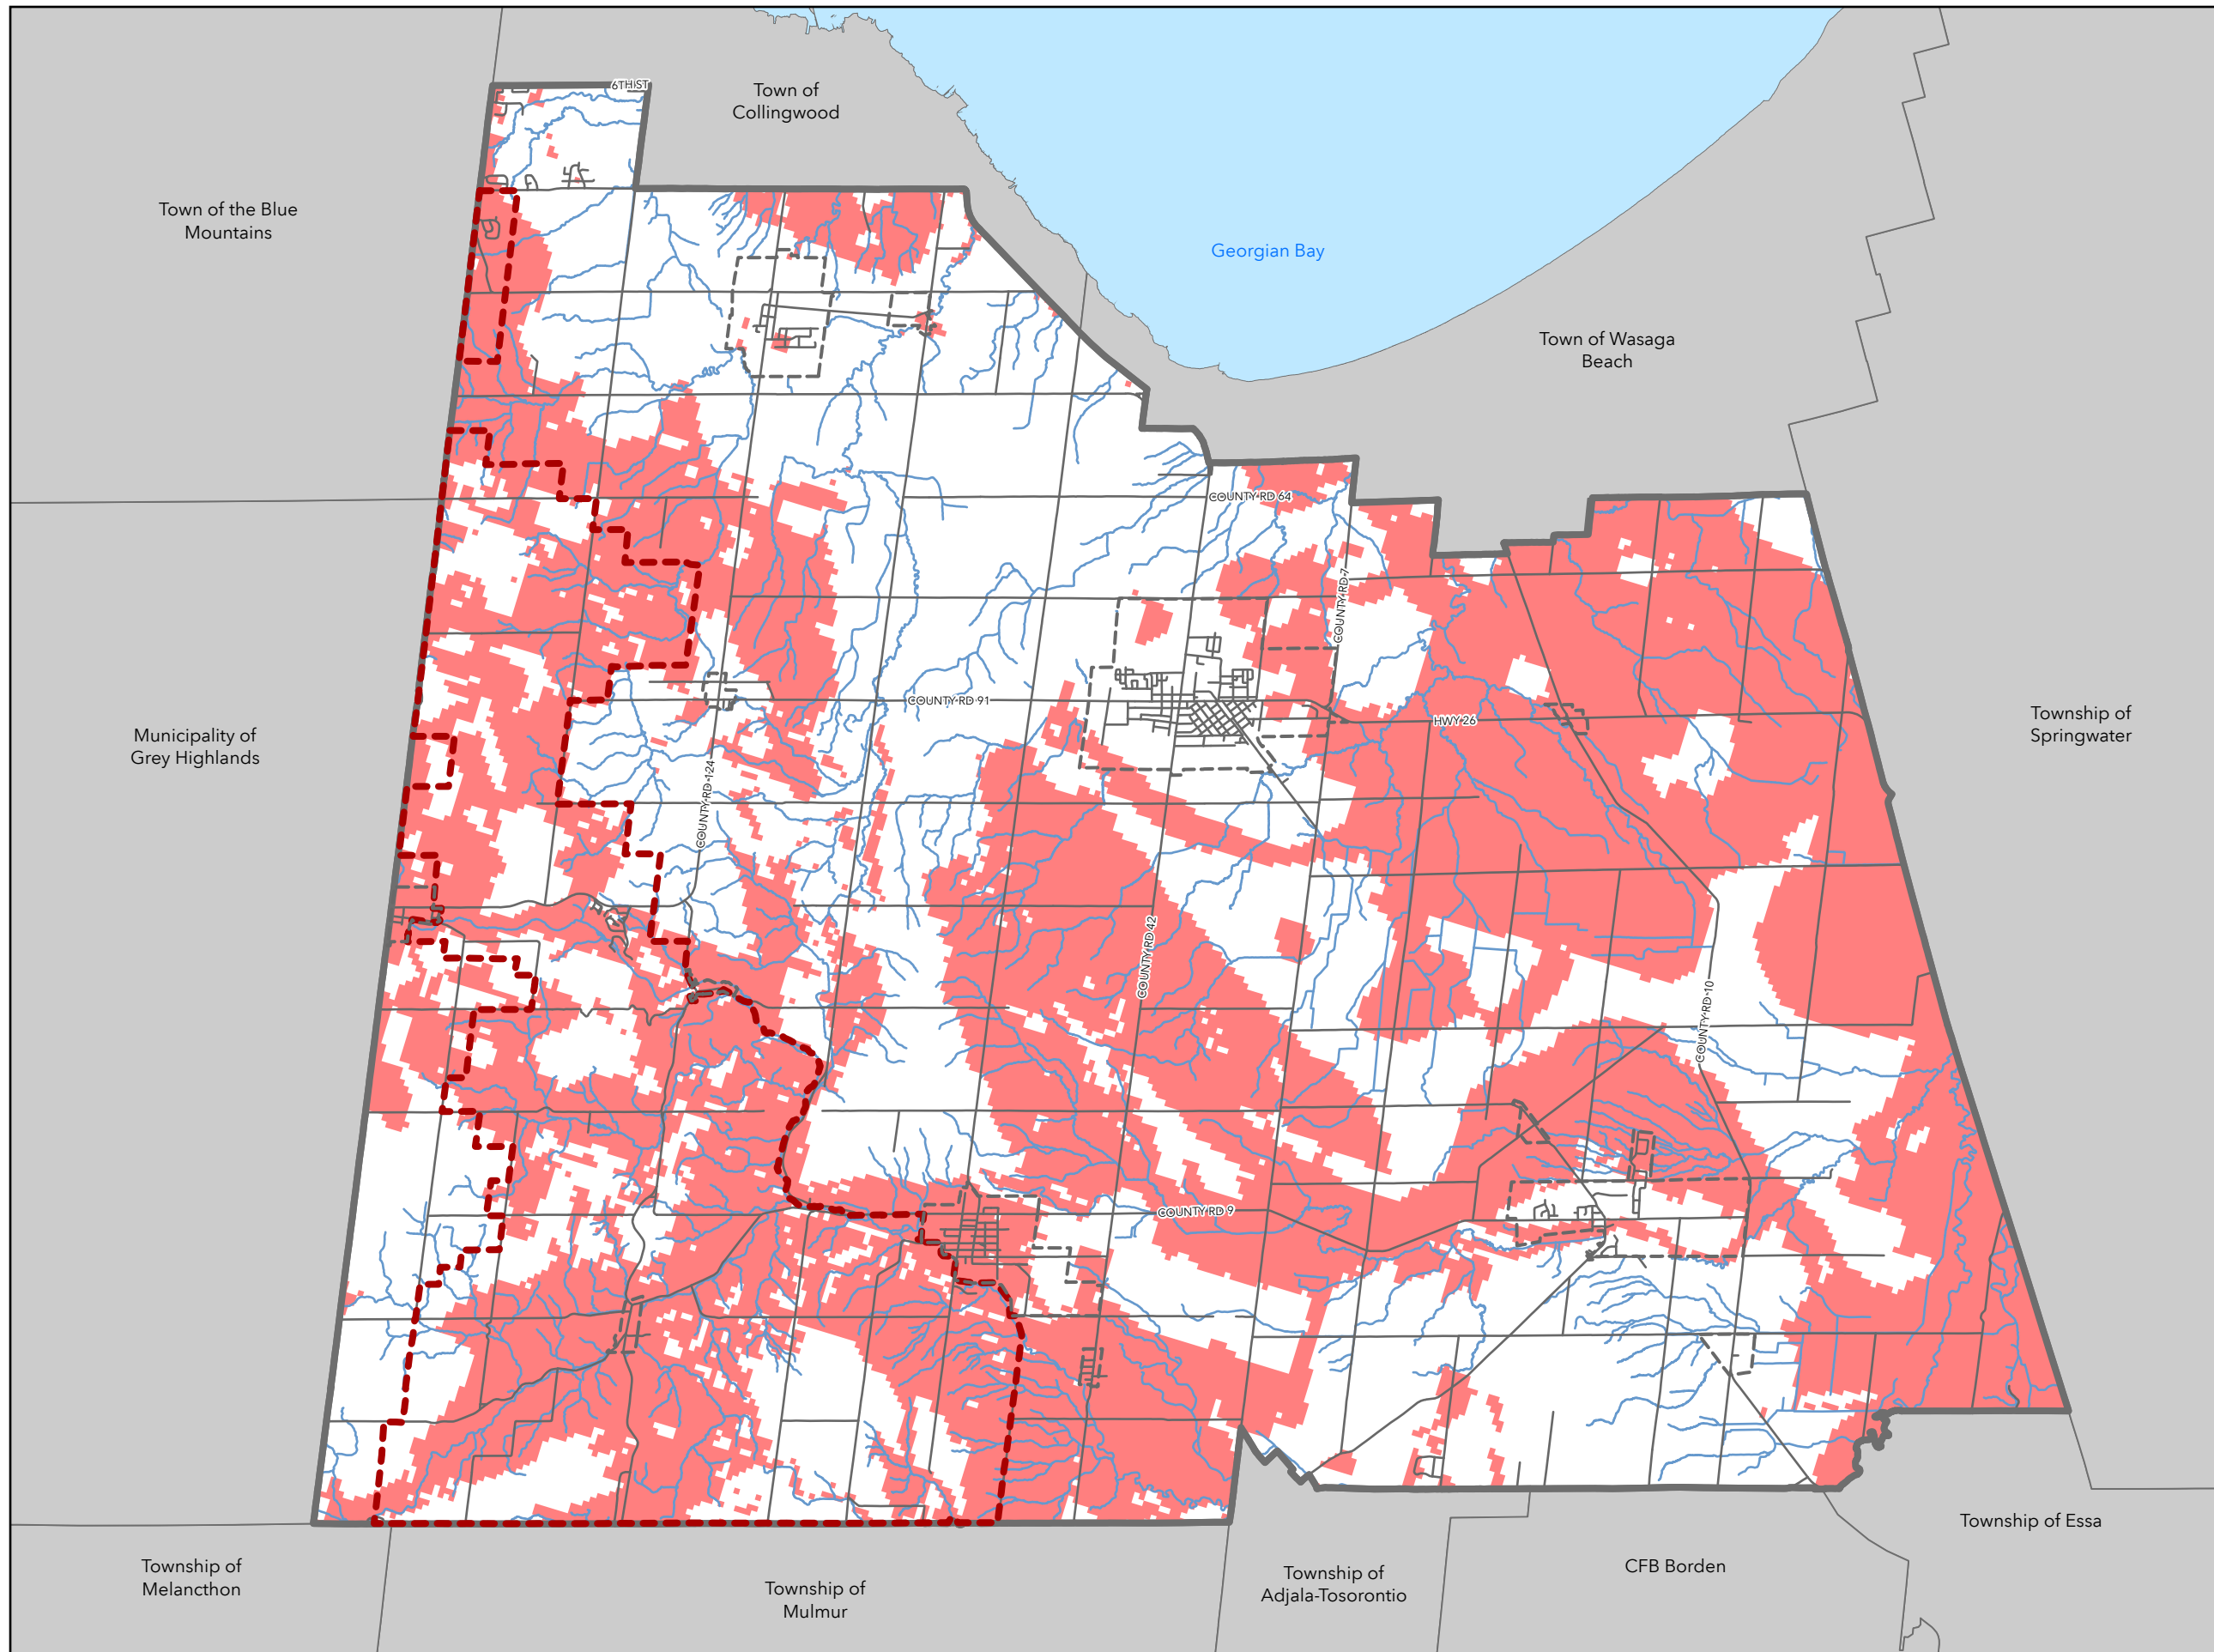 6TH ST
Town of
Collingwood
Town of the Blue
Mountains
Georgian Bay
Town of Wasaga
Beach
COUNTY RD 64
COUNTY RD 7
COUNTY RD 91
HWY 26
Township of
Springwater
Municipality of
Grey Highlands
COUNTY RD 124
COUNTY RD 42
COUNTY RD 10
COUNTY RD 9
Township of Essa
Township of
Melancthon
Township of
Mulmur
Township of
Adjala-Tosorontio
CFB Borden